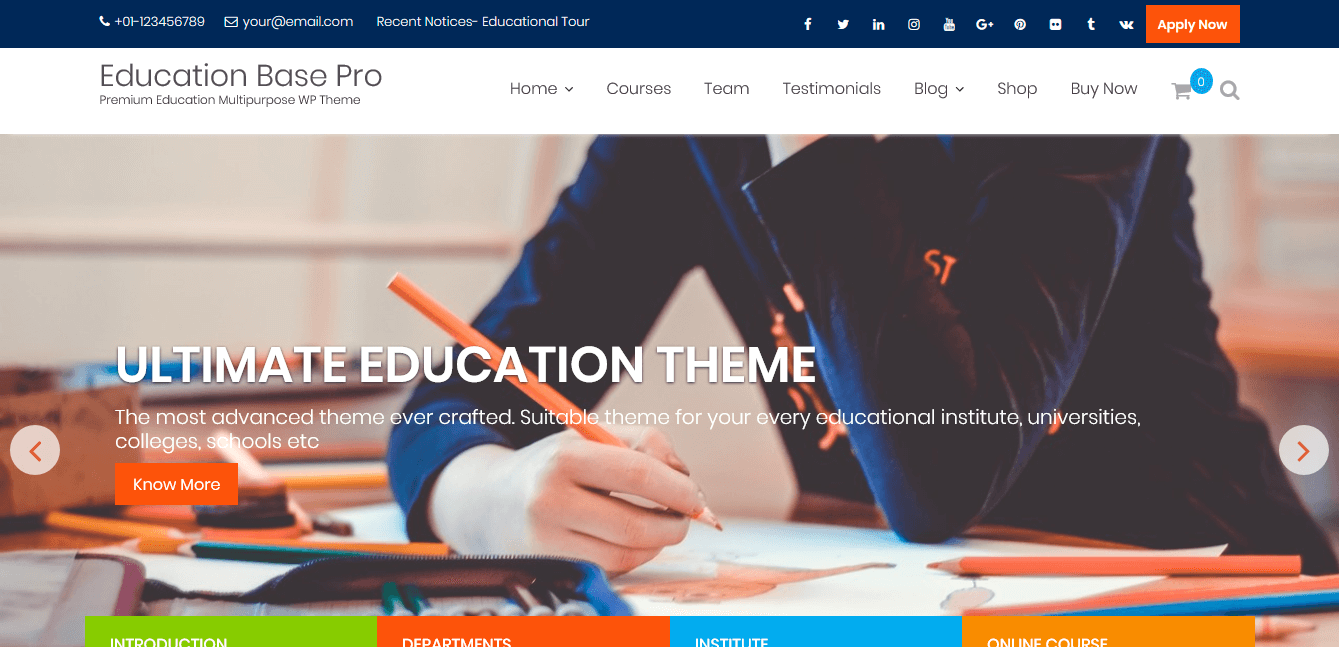 +01-123456789 your@email.com Recent Notices- Educational Tour Apply Now
Education Base Pro
Premium Education Multipurpose WP Theme
Home Courses Team Testimonials Blog Shop Buy Now 0
ST
ULTIMATE EDUCATION THEME
The most advanced theme ever crafted. Suitable theme for your every educational institute, universities,
colleges, schools etc
Know More
INTRODUCTION DEPARTMENTS INSTITUTE ONLINE COURSE